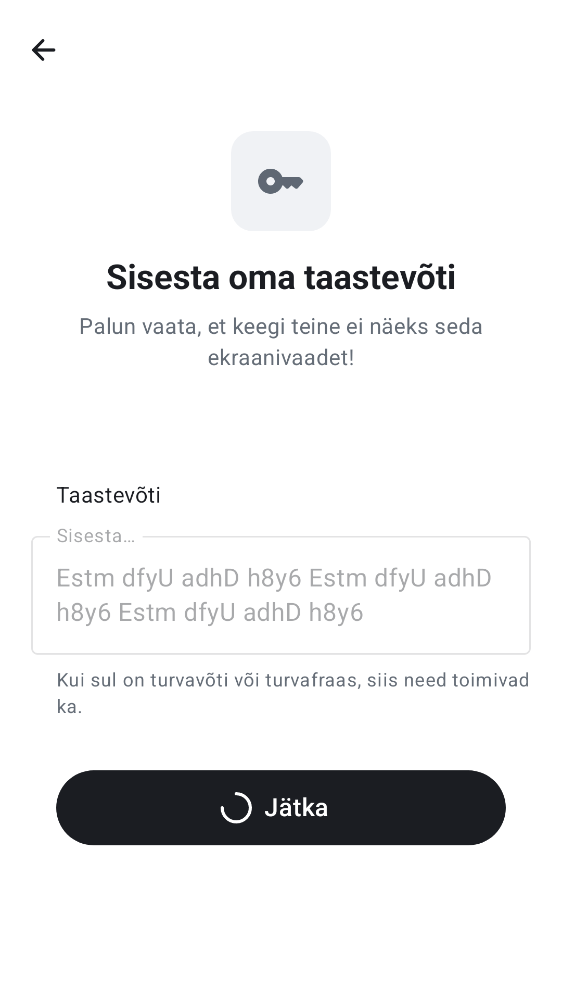 Sisesta oma taastevõti
Palun vaata, et keegi teine ei näeks seda
ekraanivaadet!
Taastevõti
Sisesta…
Estm dfyU adhD h8y6 Estm dfyU adhD
h8y6 Estm dfyU adhD h8y6
Kui sul on turvavõti või turvafraas, siis need toimivad
ka.
Jätka